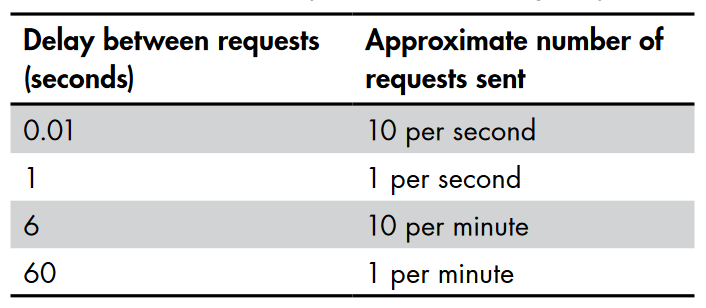 Delay between requests Approximate number of
(seconds) requests sent
0.01 10 per second
1 1 per second
6 10 per minute
60 1 per minute